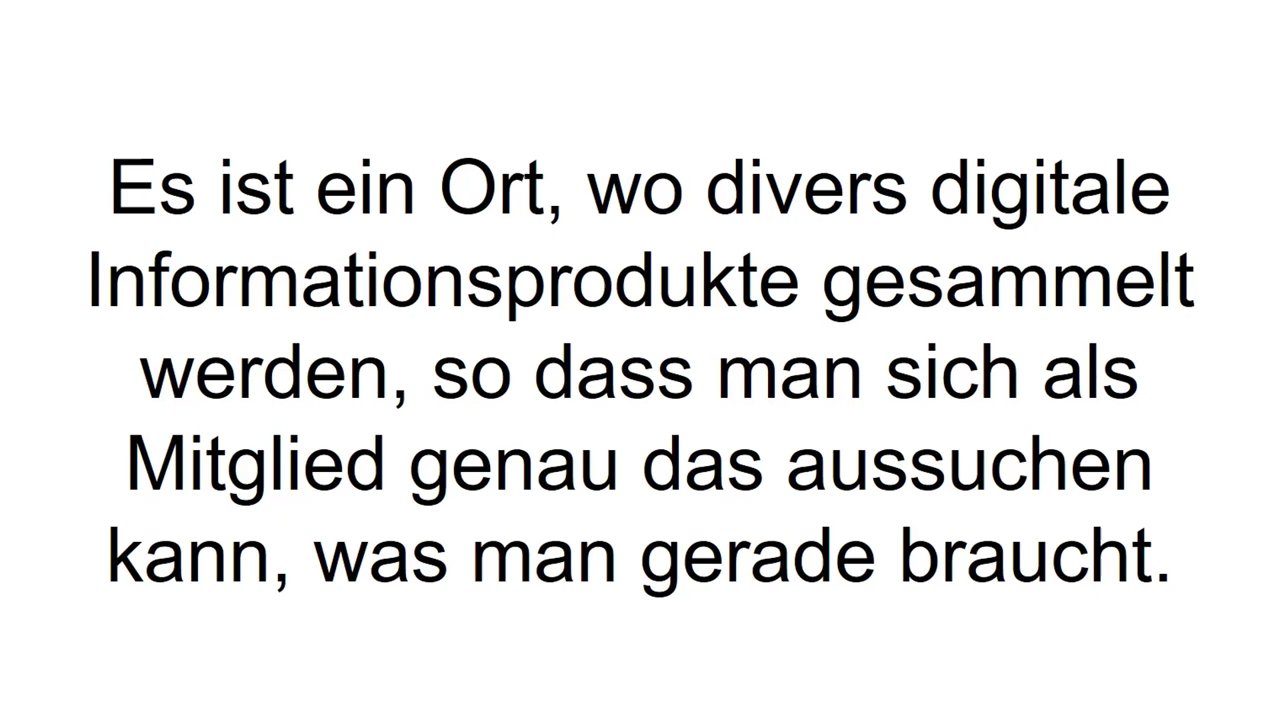 Es ist ein Ort, wo divers digitale
Informationsprodukte gesammelt
werden, so dass man sich als
Mitglied genau das aussuchen
kann, was man gerade braucht.